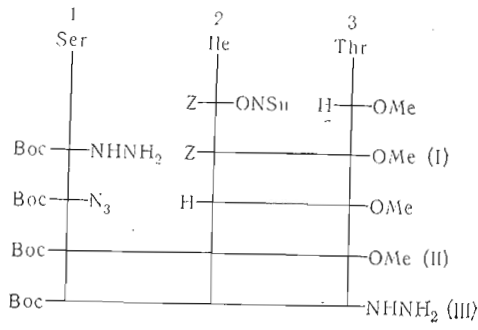 1 2 3
Ser Ile Thr
Z ONSu H OMe
Boc NHNH₂ Z OMe (I)
Boc N₃ H OMe
Boc OMe (II)
Boc NHNH₂ (III)